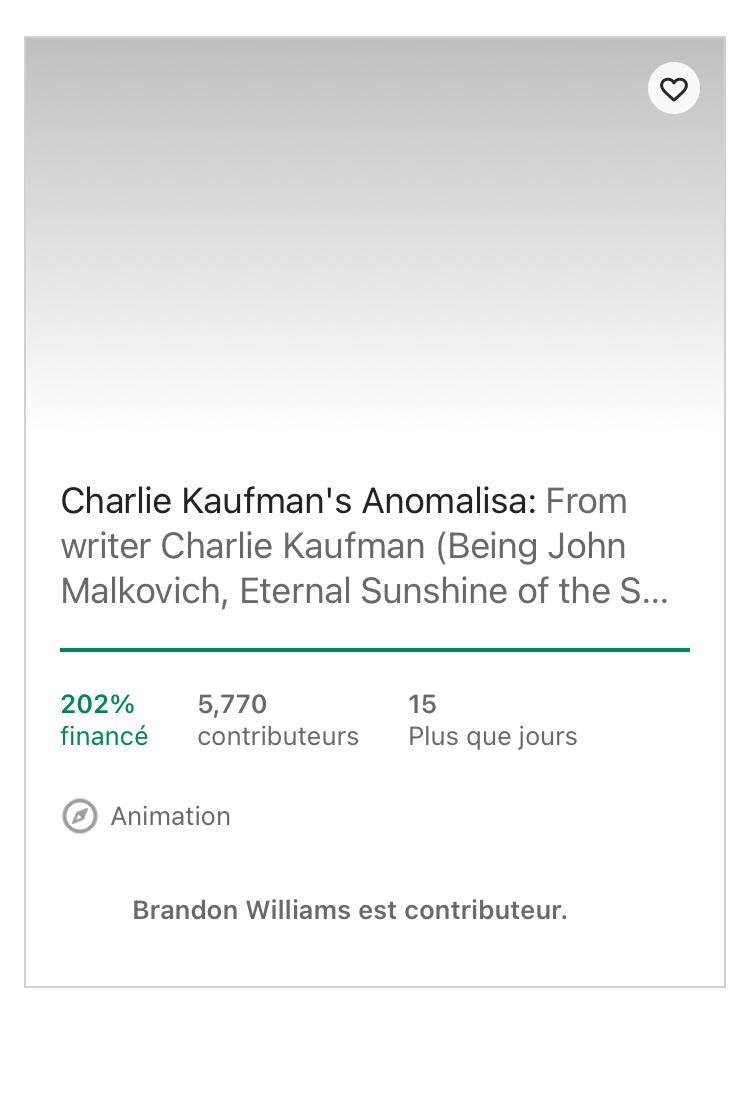 Charlie Kaufman's Anomalisa: From
writer Charlie Kaufman (Being John
Malkovich, Eternal Sunshine of the S...
202%
financé
5,770
contributeurs
15
Plus que jours
Animation
Brandon Williams est contributeur.